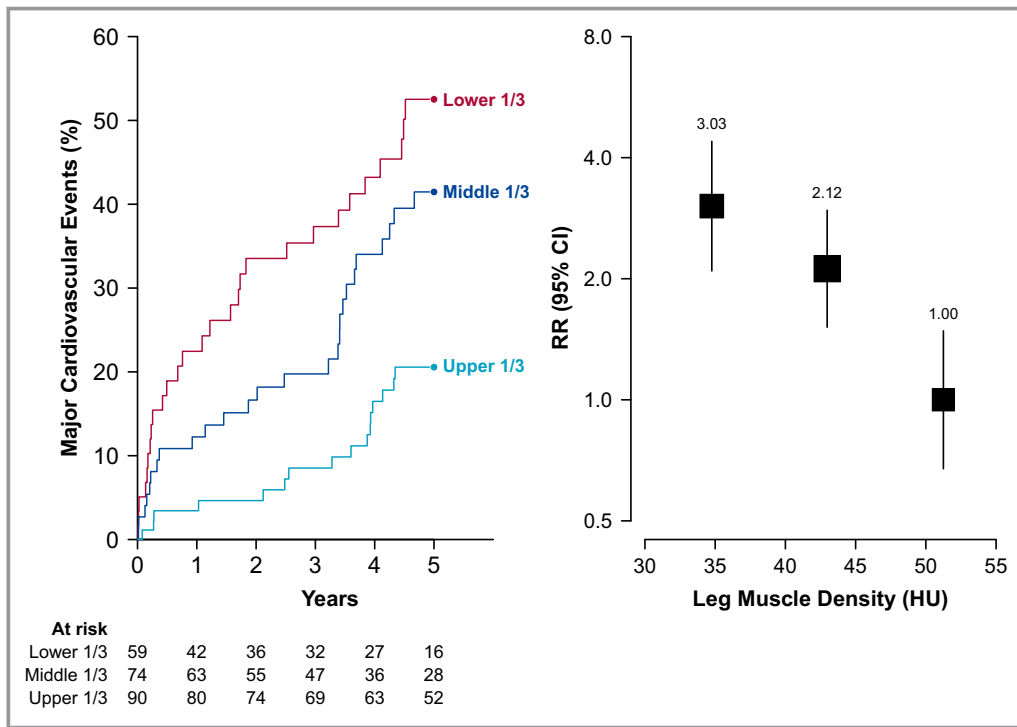 Major Cardiovascular Events (%)
60
50
40
30
20
10
0
Lower 1/3
Middle 1/3
Upper 1/3
0 1 2 3 4 5
Years
At risk
Lower 1/3 59 42 36 32 27 16
Middle 1/3 74 63 55 47 36 28
Upper 1/3 90 80 74 69 63 52
RR (95% CI)
8.0
4.0
2.0
1.0
0.5
3.03
2.12
1.00
30 35 40 45 50 55
Leg Muscle Density (HU)